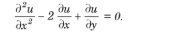 ∂²u/∂x² − 2 ∂u/∂x + ∂u/∂y = 0.